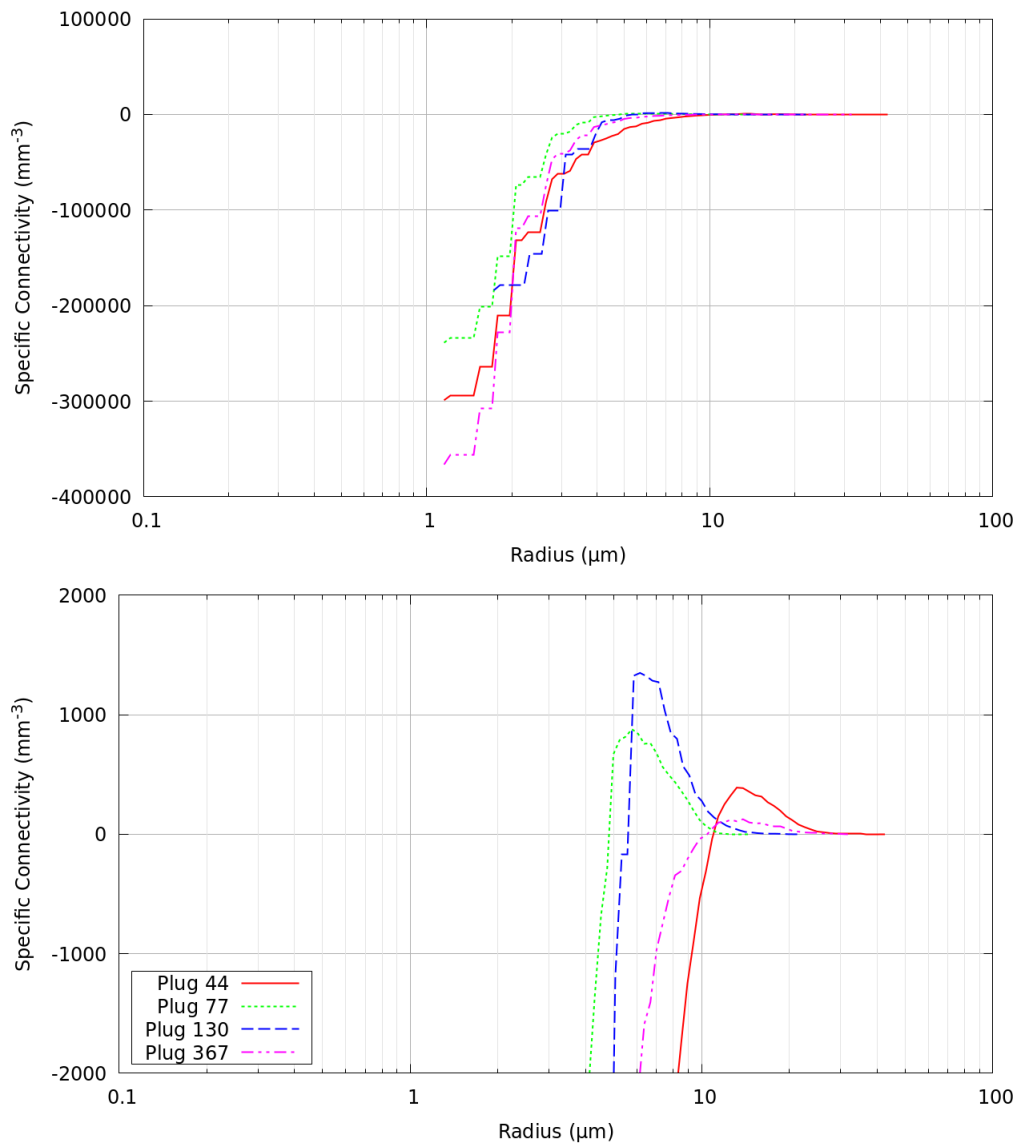 100000
0
-100000
-200000
-300000
-400000
Specific Connectivity (mm-3)
0.1 1 10 100
Radius (µm)
2000
1000
0
-1000
-2000
Specific Connectivity (mm-3)
Plug 44
Plug 77
Plug 130
Plug 367
0.1 1 10 100
Radius (µm)